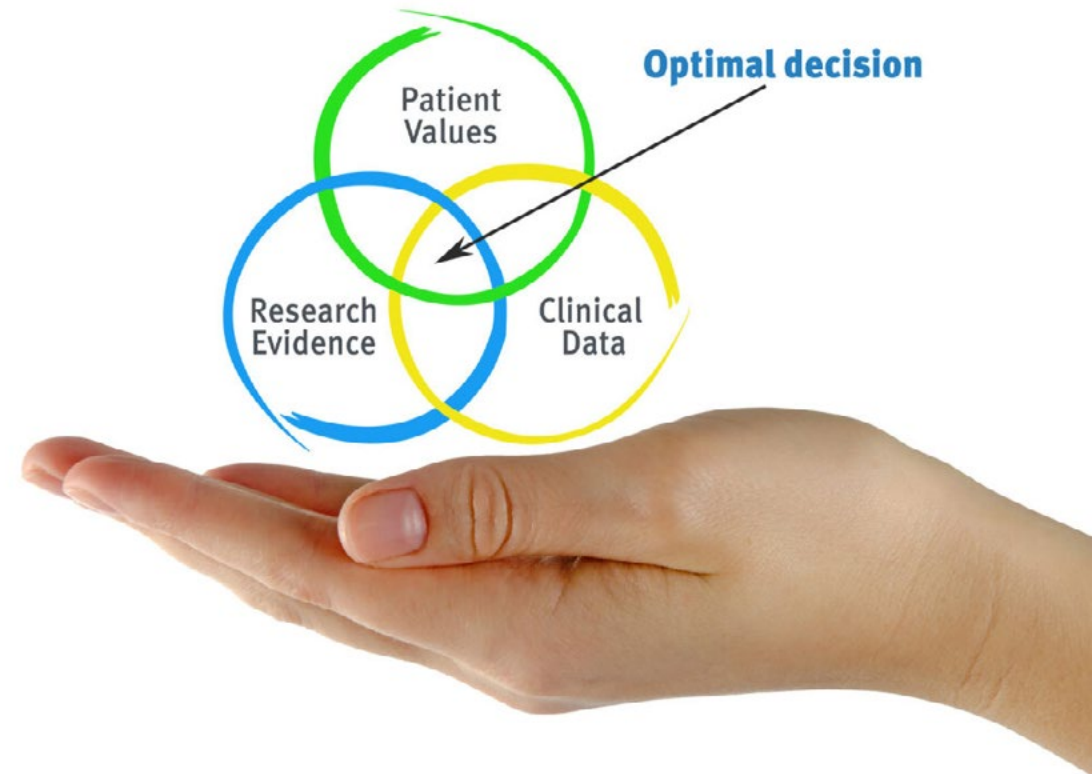 Optimal decision
Patient
Values
Research
Evidence
Clinical
Data